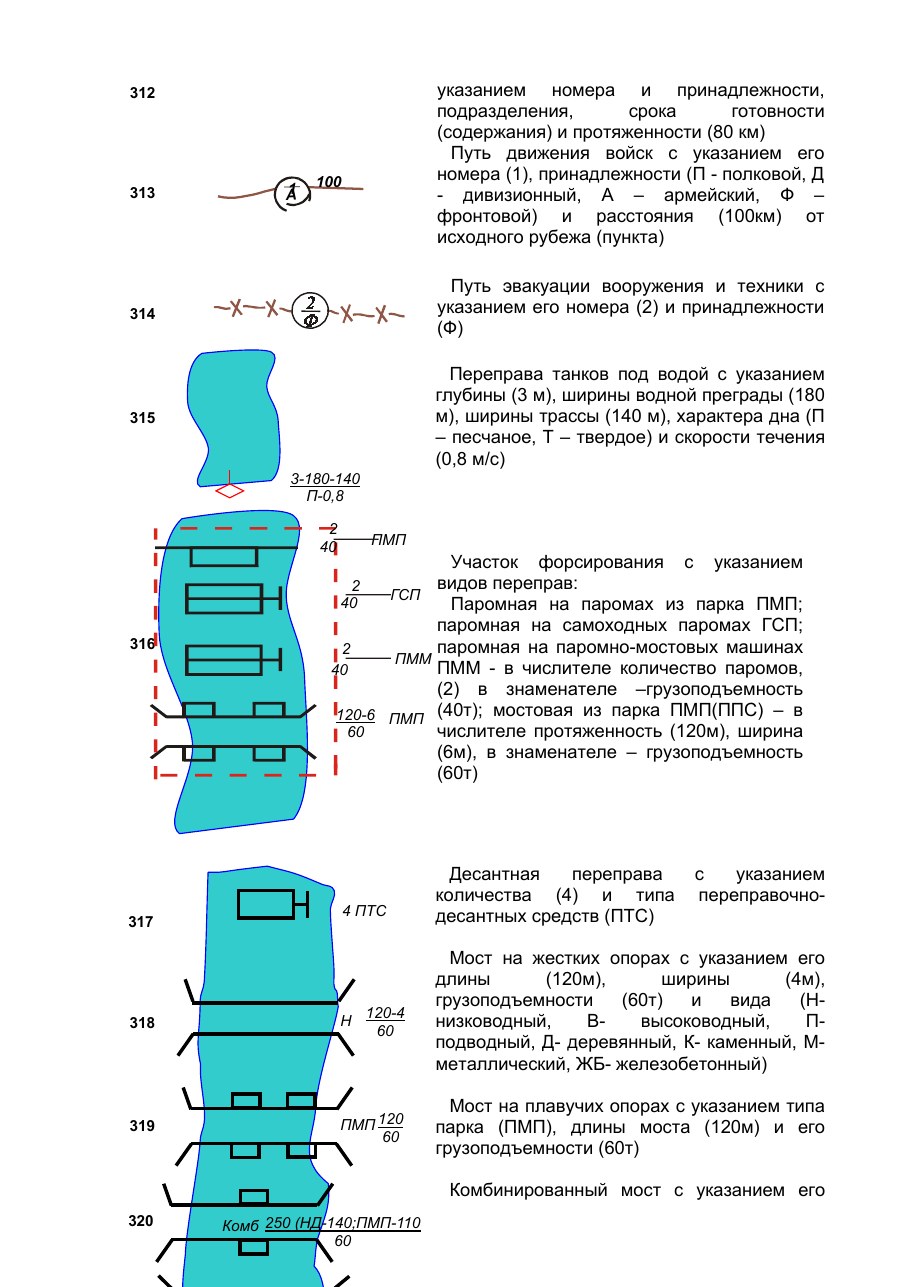 312
указанием номера и принадлежности,
подразделения, срока готовности
(содержания) и протяженности (80 км)
313
1
А
100
Путь движения войск с указанием его
номера (1), принадлежности (П - полковой, Д
- дивизионный, А – армейский, Ф –
фронтовой) и расстояния (100км) от
исходного рубежа (пункта)
314
2
Ф
Путь эвакуации вооружения и техники с
указанием его номера (2) и принадлежности
(Ф)
315
3-180-140
П-0,8
Переправа танков под водой с указанием
глубины (3 м), ширины водной преграды (180
м), ширины трассы (140 м), характера дна (П
– песчаное, Т – твердое) и скорости течения
(0,8 м/с)
316
2
40
ПМП
2
40
ГСП
2
40
ПММ
120-6
60
ПМП
Участок форсирования с указанием
видов переправ:
Паромная на паромах из парка ПМП;
паромная на самоходных паромах ГСП;
паромная на паромно-мостовых машинах
ПММ - в числителе количество паромов,
(2) в знаменателе –грузоподъемность
(40т); мостовая из парка ПМП(ППС) – в
числителе протяженность (120м), ширина
(6м), в знаменателе – грузоподъемность
(60т)
317
4 ПТС
Десантная переправа с указанием
количества (4) и типа переправочно-
десантных средств (ПТС)
318
Н
120-4
60
Мост на жестких опорах с указанием его
длины (120м), ширины (4м),
грузоподъемности (60т) и вида (Н-
низководный, В- высоководный, П-
подводный, Д- деревянный, К- каменный, М-
металлический, ЖБ- железобетонный)
319
ПМП
120
60
Мост на плавучих опорах с указанием типа
парка (ПМП), длины моста (120м) и его
грузоподъемности (60т)
320
Комб 250 (НД-140;ПМП-110
60
Комбинированный мост с указанием его